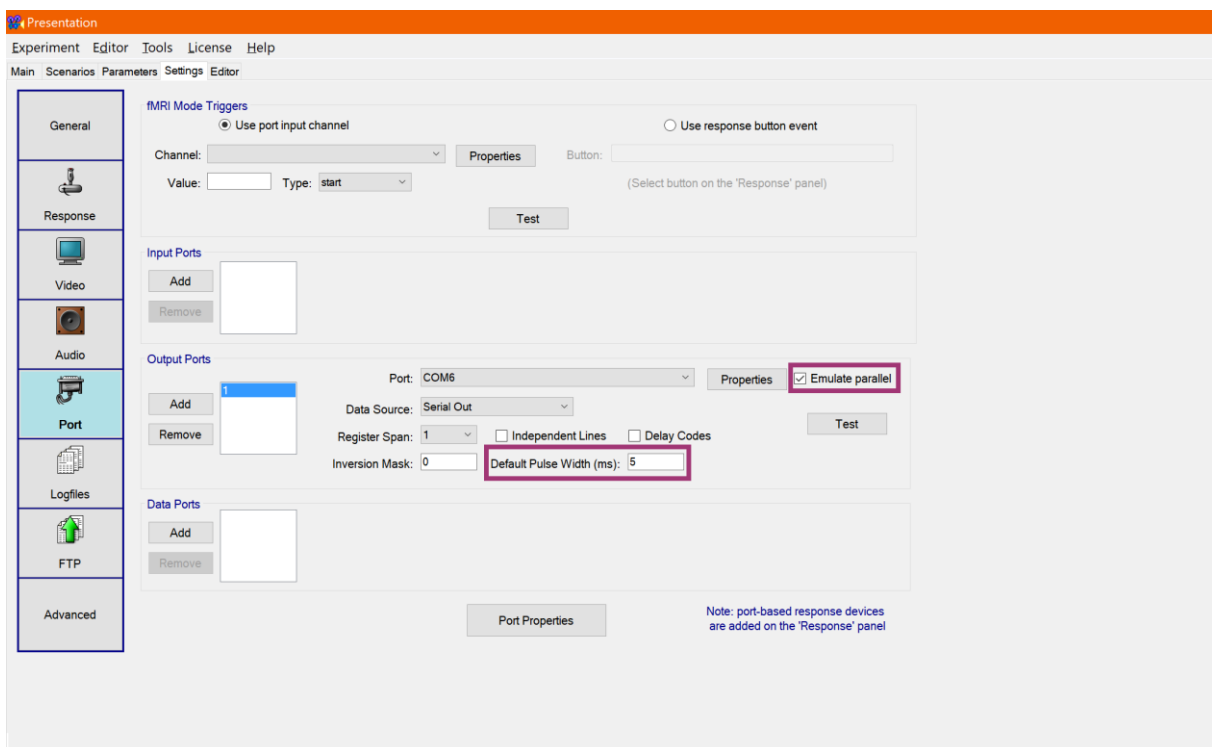 Presentation
Experiment Editor Tools License Help
Main Scenarios Parameters Settings Editor
General
Response
Video
Audio
Port
Logfiles
FTP
Advanced
fMRI Mode Triggers
Use port input channel
Use response button event
Channel:
Properties
Button:
Value:
Type: start
(Select button on the 'Response' panel)
Test
Input Ports
Add
Remove
Output Ports
1
Add
Remove
Port: COM6
Properties
Emulate parallel
Data Source: Serial Out
Test
Register Span: 1
Independent Lines
Delay Codes
Inversion Mask: 0
Default Pulse Width (ms): 5
Data Ports
Add
Remove
Port Properties
Note: port-based response devices
are added on the 'Response' panel